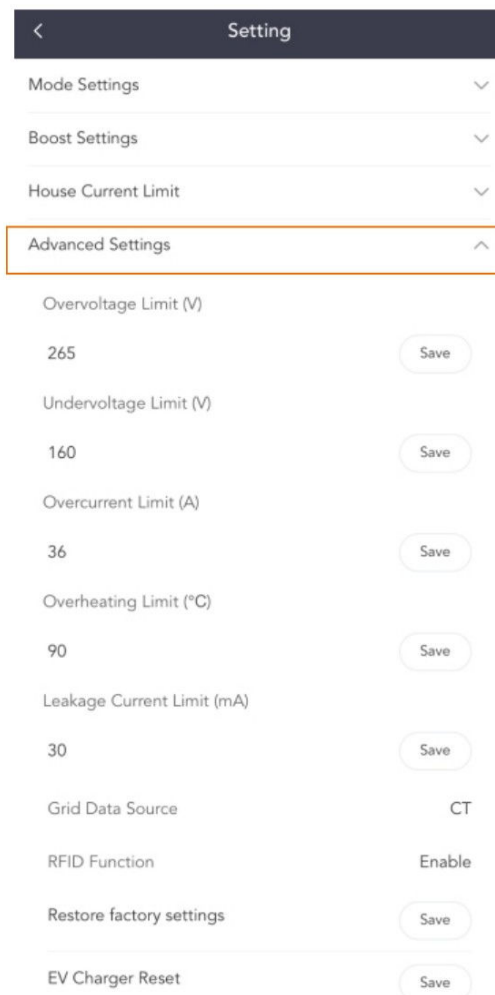 Setting
Mode Settings
Boost Settings
House Current Limit
Advanced Settings
Overvoltage Limit (V)
265 Save
Undervoltage Limit (V)
160 Save
Overcurrent Limit (A)
36 Save
Overheating Limit (°C)
90 Save
Leakage Current Limit (mA)
30 Save
Grid Data Source CT
RFID Function Enable
Restore factory settings Save
EV Charger Reset Save